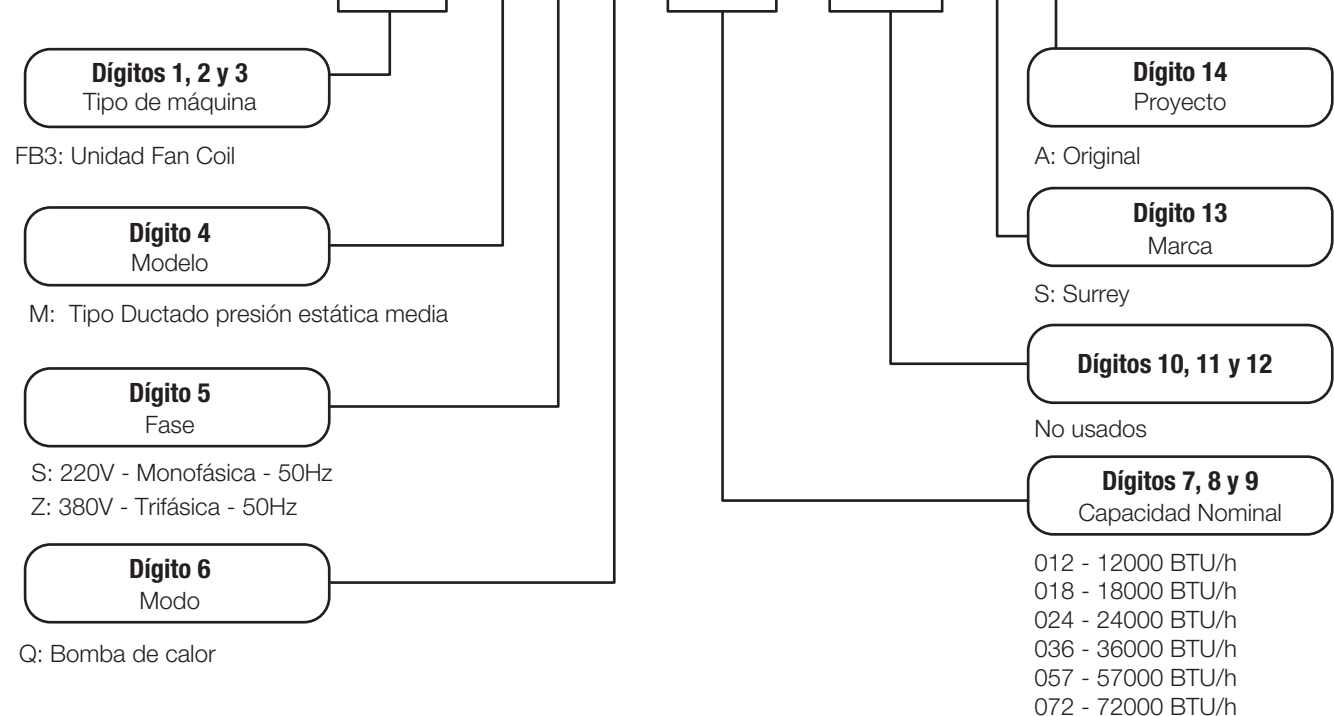 Dígitos 1, 2 y 3
Tipo de máquina
FB3: Unidad Fan Coil
Dígito 4
Modelo
M: Tipo Ductado presión estática media
Dígito 5
Fase
S: 220V - Monofásica - 50Hz
Z: 380V - Trifásica - 50Hz
Dígito 6
Modo
Q: Bomba de calor
Dígito 14
Proyecto
A: Original
Dígito 13
Marca
S: Surrey
Dígitos 10, 11 y 12
No usados
Dígitos 7, 8 y 9
Capacidad Nominal
012 - 12000 BTU/h
018 - 18000 BTU/h
024 - 24000 BTU/h
036 - 36000 BTU/h
057 - 57000 BTU/h
072 - 72000 BTU/h